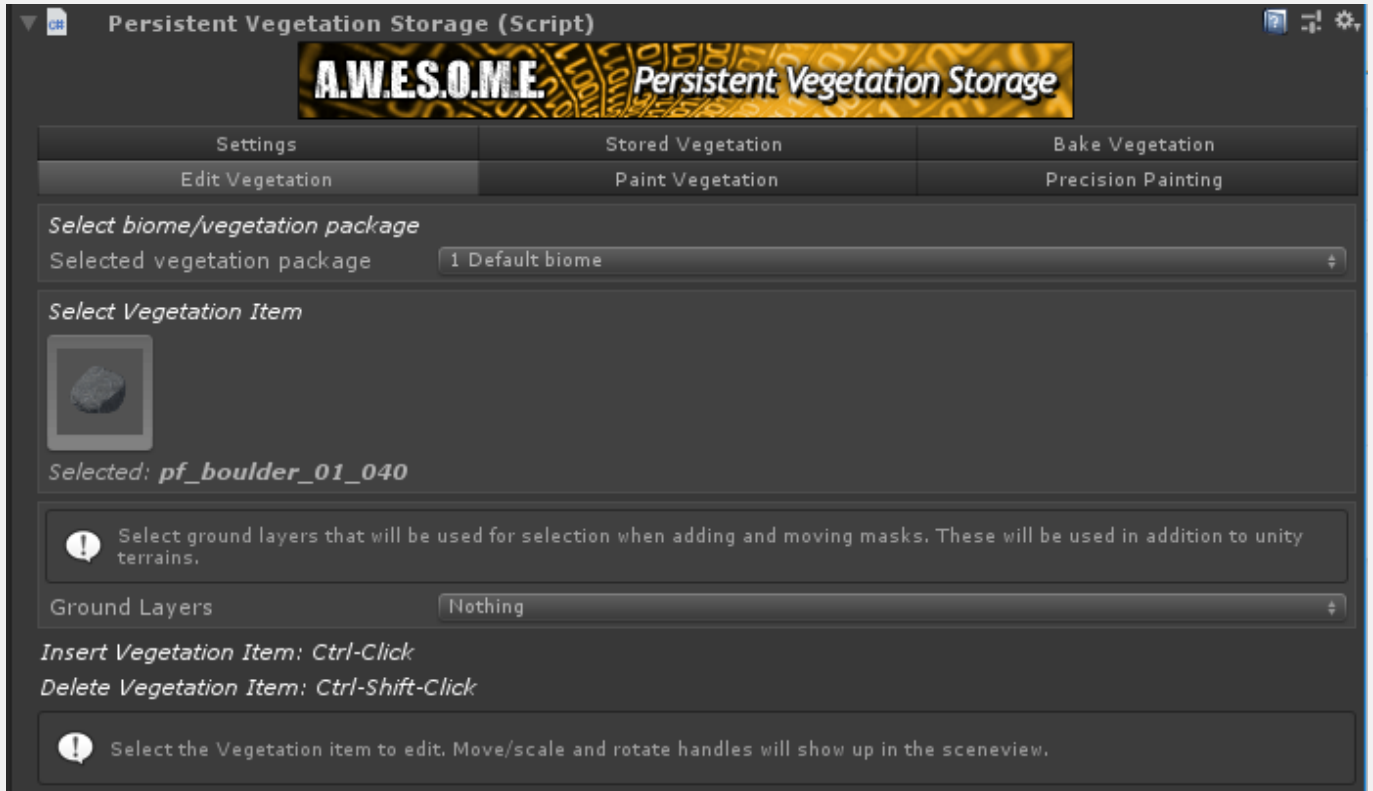 Persistent Vegetation Storage (Script)
A.W.E.S.O.M.E. Persistent Vegetation Storage
Settings Stored Vegetation Bake Vegetation
Edit Vegetation Paint Vegetation Precision Painting
Select biome/vegetation package
Selected vegetation package 1 Default biome
Select Vegetation Item
Selected: pf_boulder_01_040
Select ground layers that will be used for selection when adding and moving masks. These will be used in addition to unity
terrains.
Ground Layers Nothing
Insert Vegetation Item: Ctrl-Click
Delete Vegetation Item: Ctrl-Shift-Click
Select the Vegetation item to edit. Move/scale and rotate handles will show up in the sceneview.